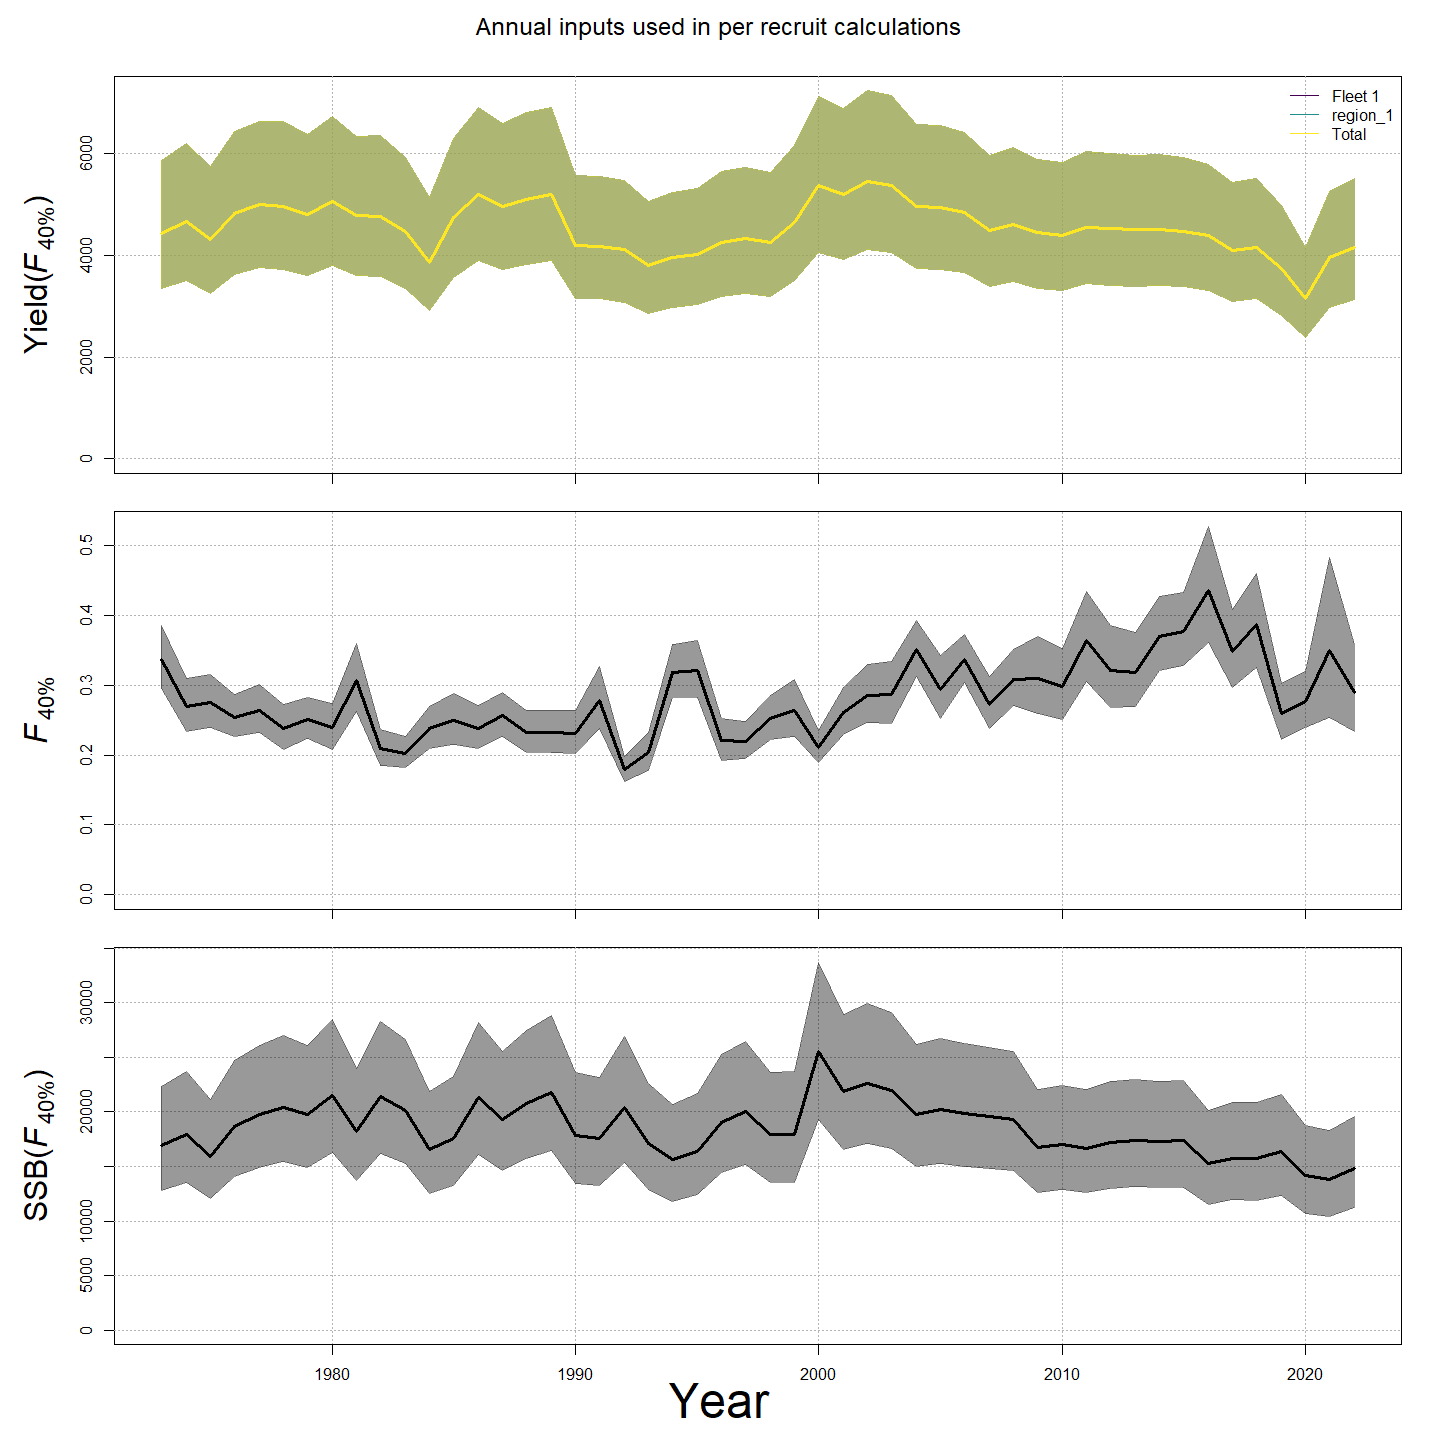 Annual inputs used in per recruit calculations
Yield(F40%)
6000
4000
2000
0
Fleet 1
region_1
Total
F40%
0.5
0.4
0.3
0.2
0.1
0.0
SSB(F40%)
30000
20000
10000
5000
0
1980 1990 2000 2010 2020
Year